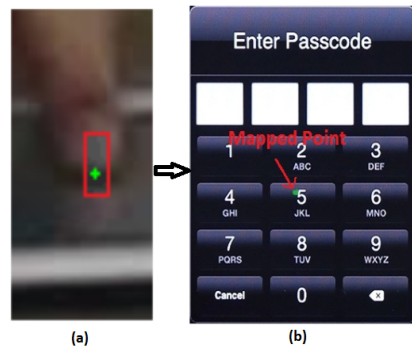 Enter Passcode
Mapped Point
1 2 3
ABC DEF
4 5 6
GHI JKL MNO
7 8 9
PQRS TUV WXYZ
Cancel 0 x
(a) (b)